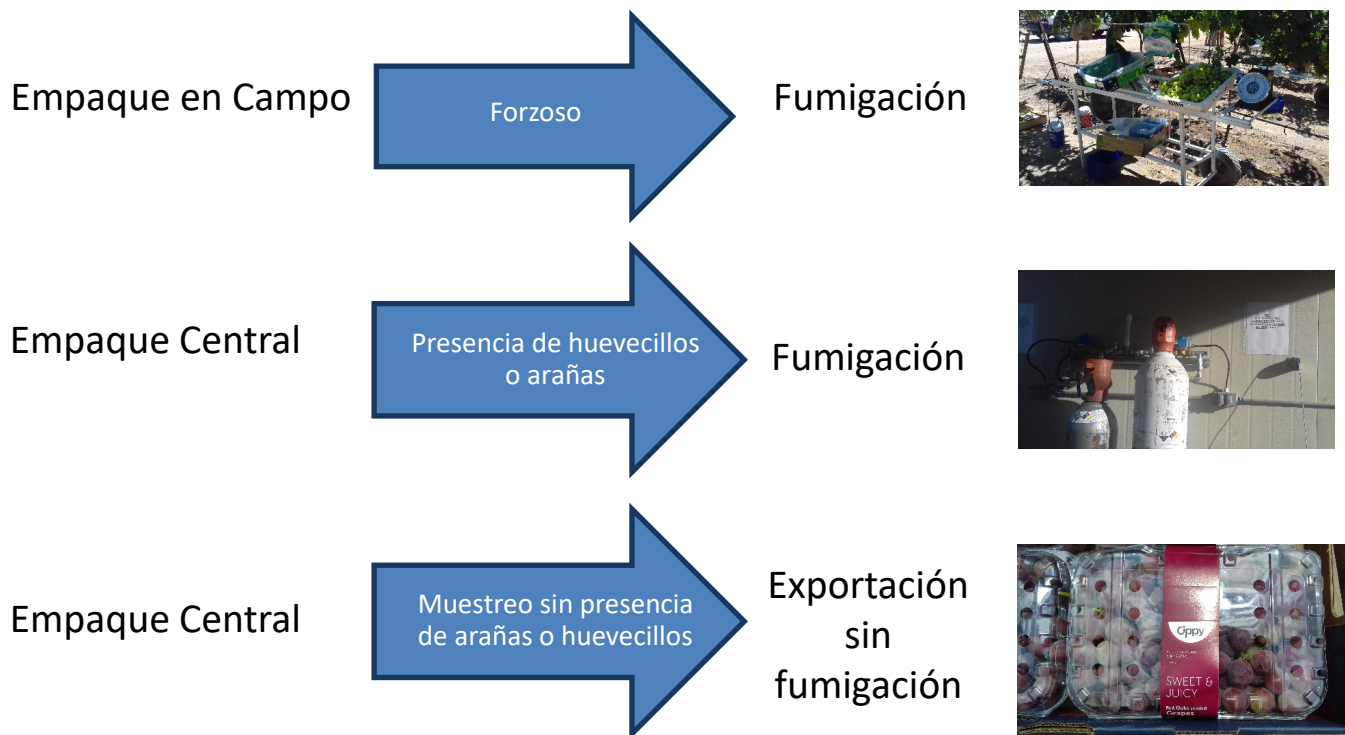 Empaque en Campo
Forzoso
Fumigación
Empaque Central
Presencia de huevecillos
o arañas
Fumigación
Empaque Central
Muestreo sin presencia
de arañas o huevecillos
Exportación
sin
fumigación
Oppy
SWEET &
JUICY
Grapes